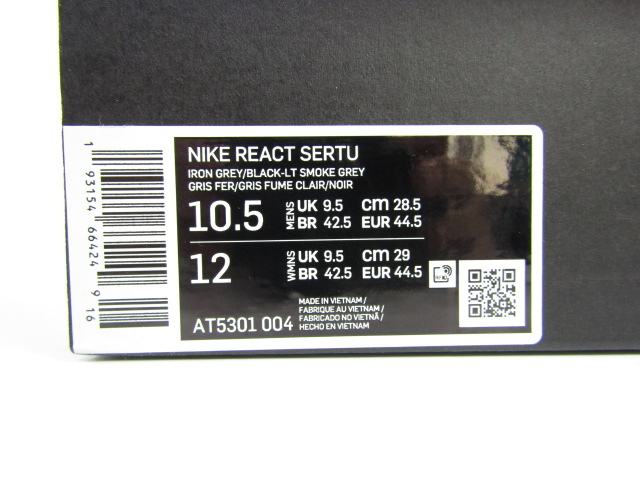 NIKE REACT SERTU
IRON GREY/BLACK-LT SMOKE GREY
GRIS FER/GRIS FUME CLAIR/NOIR
10.5 MENS UK 9.5 cm 28.5
BR 42.5 EUR 44.5
12 WMNS UK 9.5 cm 29
BR 42.5 EUR 44.5
AT5301 004
MADE IN VIETNAM /
FABRIQUE AU VIETNAM /
FABRICADO NO VIETNÃ /
HECHO EN VIETNAM
1 93154 66424 9 16